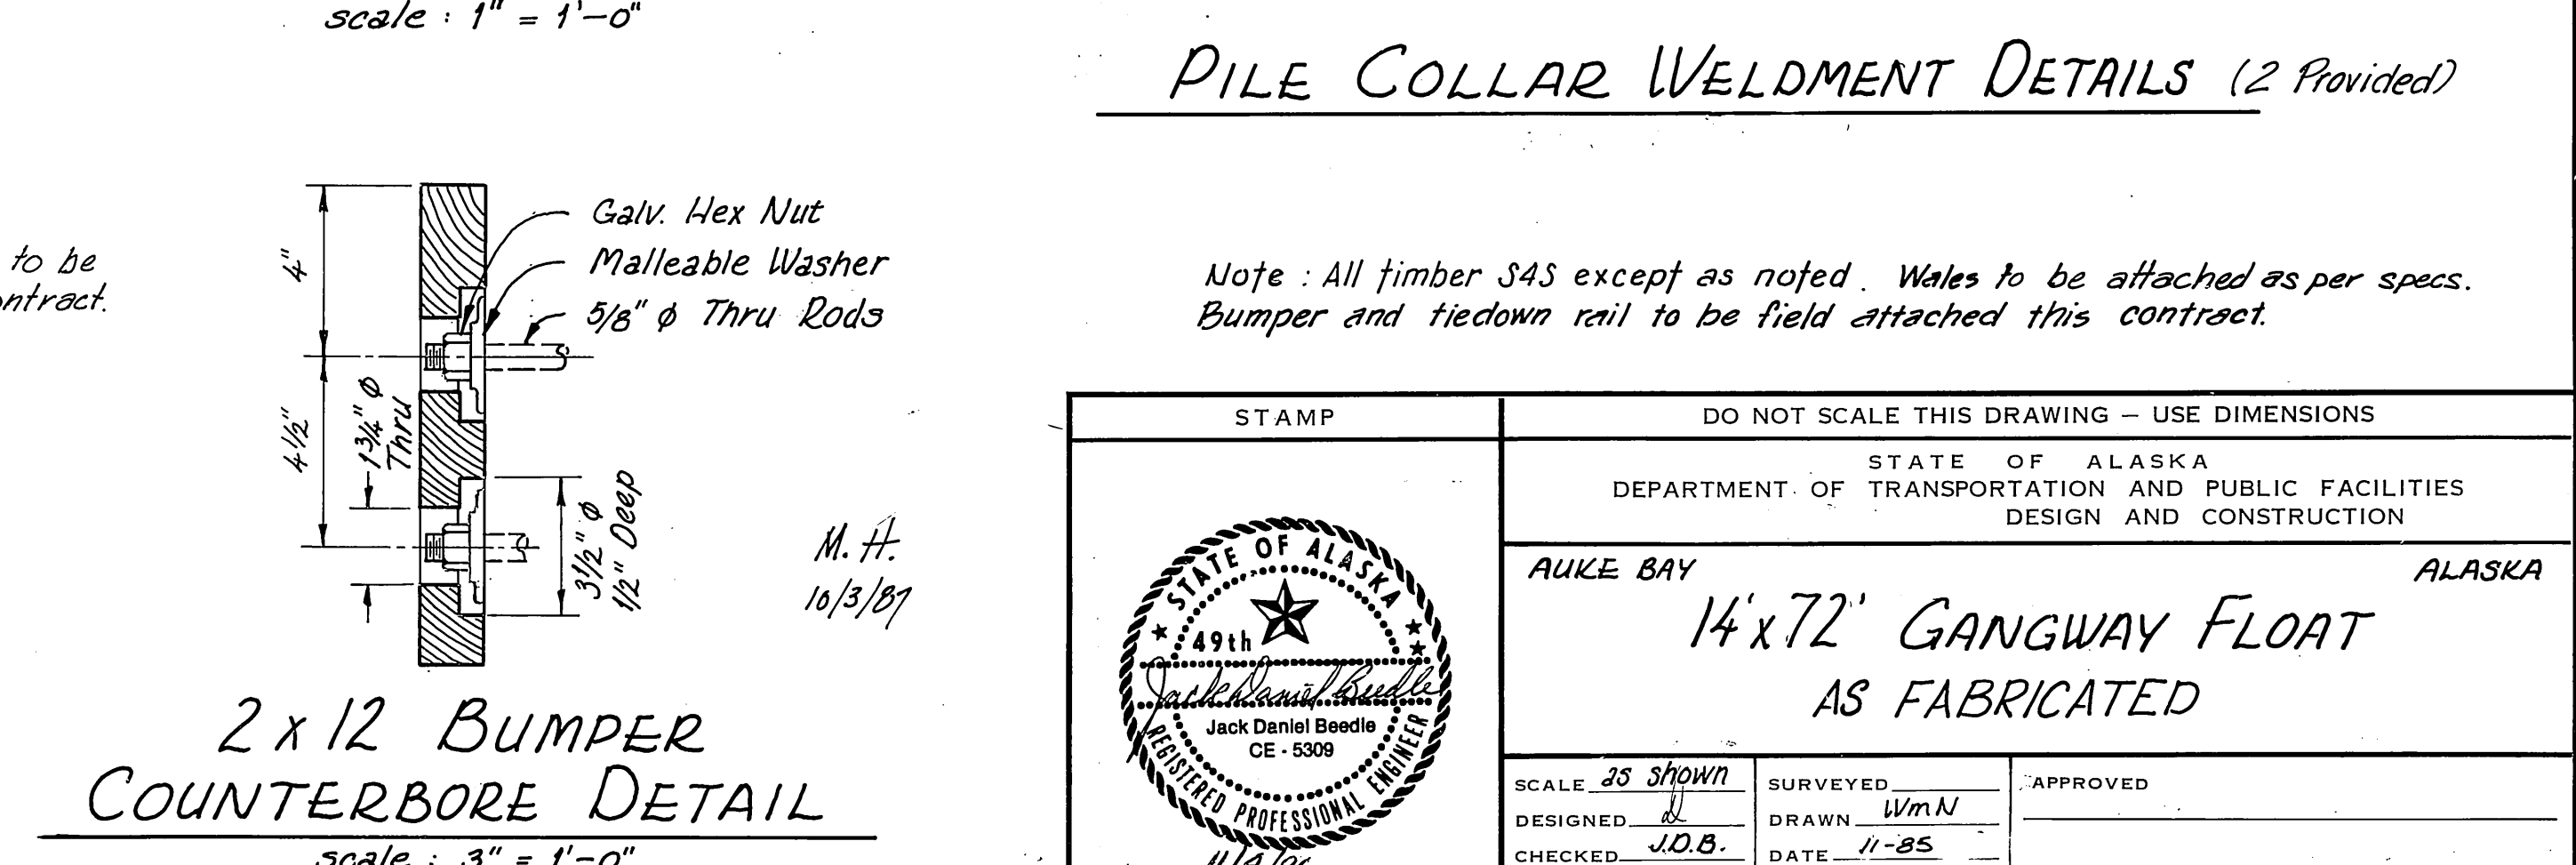 scale : 1" = 1'-0"
PILE COLLAR WELDMENT DETAILS (2 Provided)
to be
ontract.
4"
4 1/2"
1 3/4" φ
Thru
Galv. Hex Nut
Malleable Washer
5/8" φ Thru Rods
3 1/2" φ
1/2" Deep
M. H.
10/3/87
2 x 12 BUMPER
COUNTERBORE DETAIL
scale : 3" = 1'-0"
Note : All timber S4S except as noted. Wales to be attached as per specs.
Bumper and tiedown rail to be field attached this contract.
STAMP
STATE OF ALASKA
49th
Jack Daniel Beedle
Jack Daniel Beedle
CE - 5309
REGISTERED PROFESSIONAL ENGINEER
DO NOT SCALE THIS DRAWING — USE DIMENSIONS
STATE OF ALASKA
DEPARTMENT OF TRANSPORTATION AND PUBLIC FACILITIES
DESIGN AND CONSTRUCTION
AUKE BAY ALASKA
14'x72' GANGWAY FLOAT
AS FABRICATED
SCALE as shown
DESIGNED
CHECKED J.D.B.
SURVEYED
DRAWN WmN
DATE 11-85
APPROVED